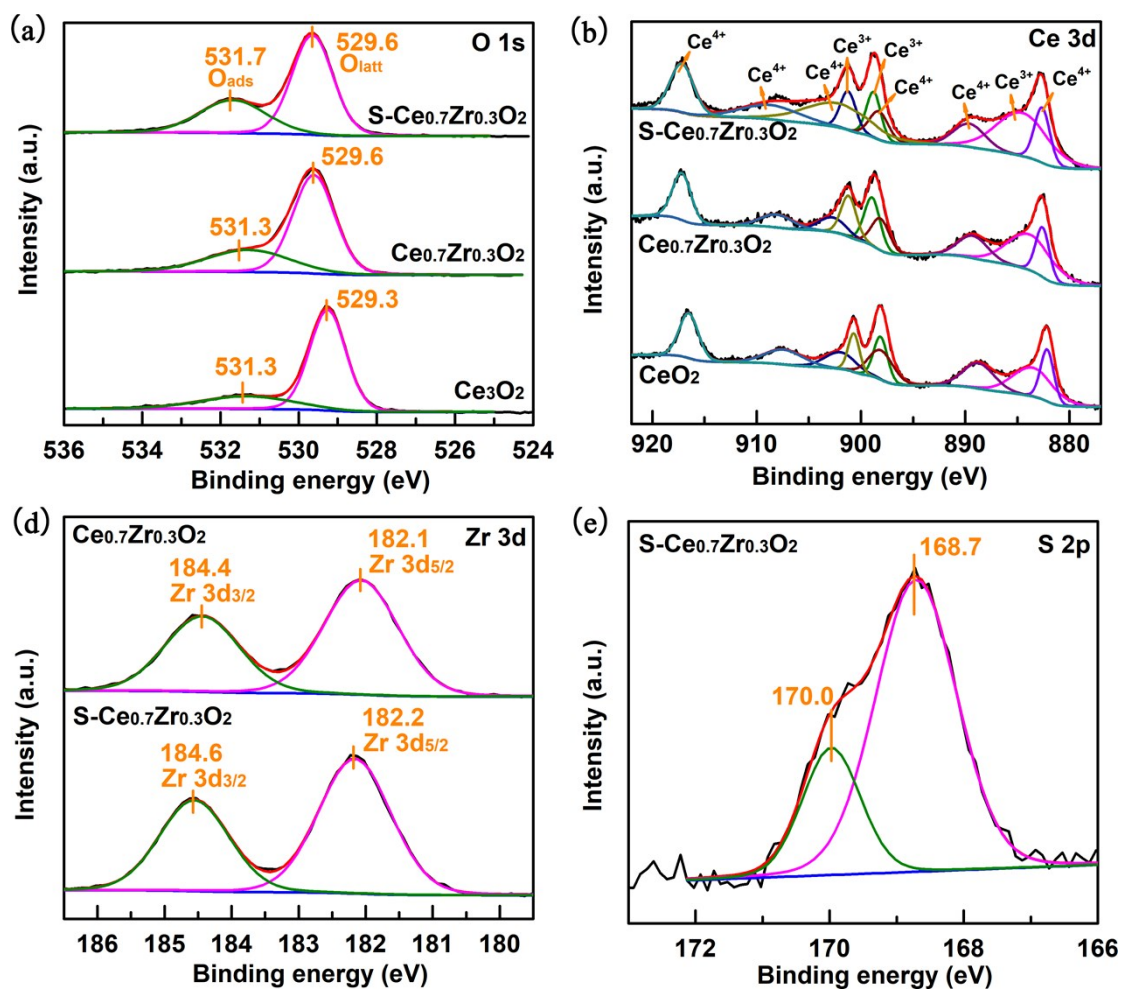 (a)
O 1s
531.7
Oads
529.6
Olatt
S-Ce0.7Zr0.3O2
529.6
531.3
Ce0.7Zr0.3O2
529.3
531.3
Ce3O2
536 534 532 530 528 526 524
Binding energy (eV)
Intensity (a.u.)
(b)
Ce 3d
Ce4+
Ce4+
Ce4+
Ce3+
Ce3+
Ce4+
Ce4+
Ce3+
Ce4+
S-Ce0.7Zr0.3O2
Ce0.7Zr0.3O2
CeO2
920 910 900 890 880
Binding energy (eV)
Intensity (a.u.)
(d)
Ce0.7Zr0.3O2
Zr 3d
184.4
Zr 3d3/2
182.1
Zr 3d5/2
S-Ce0.7Zr0.3O2
184.6
Zr 3d3/2
182.2
Zr 3d5/2
186 185 184 183 182 181 180
Binding energy (eV)
Intensity (a.u.)
(e)
S-Ce0.7Zr0.3O2
S 2p
168.7
170.0
172 170 168 166
Binding energy (eV)
Intensity (a.u.)